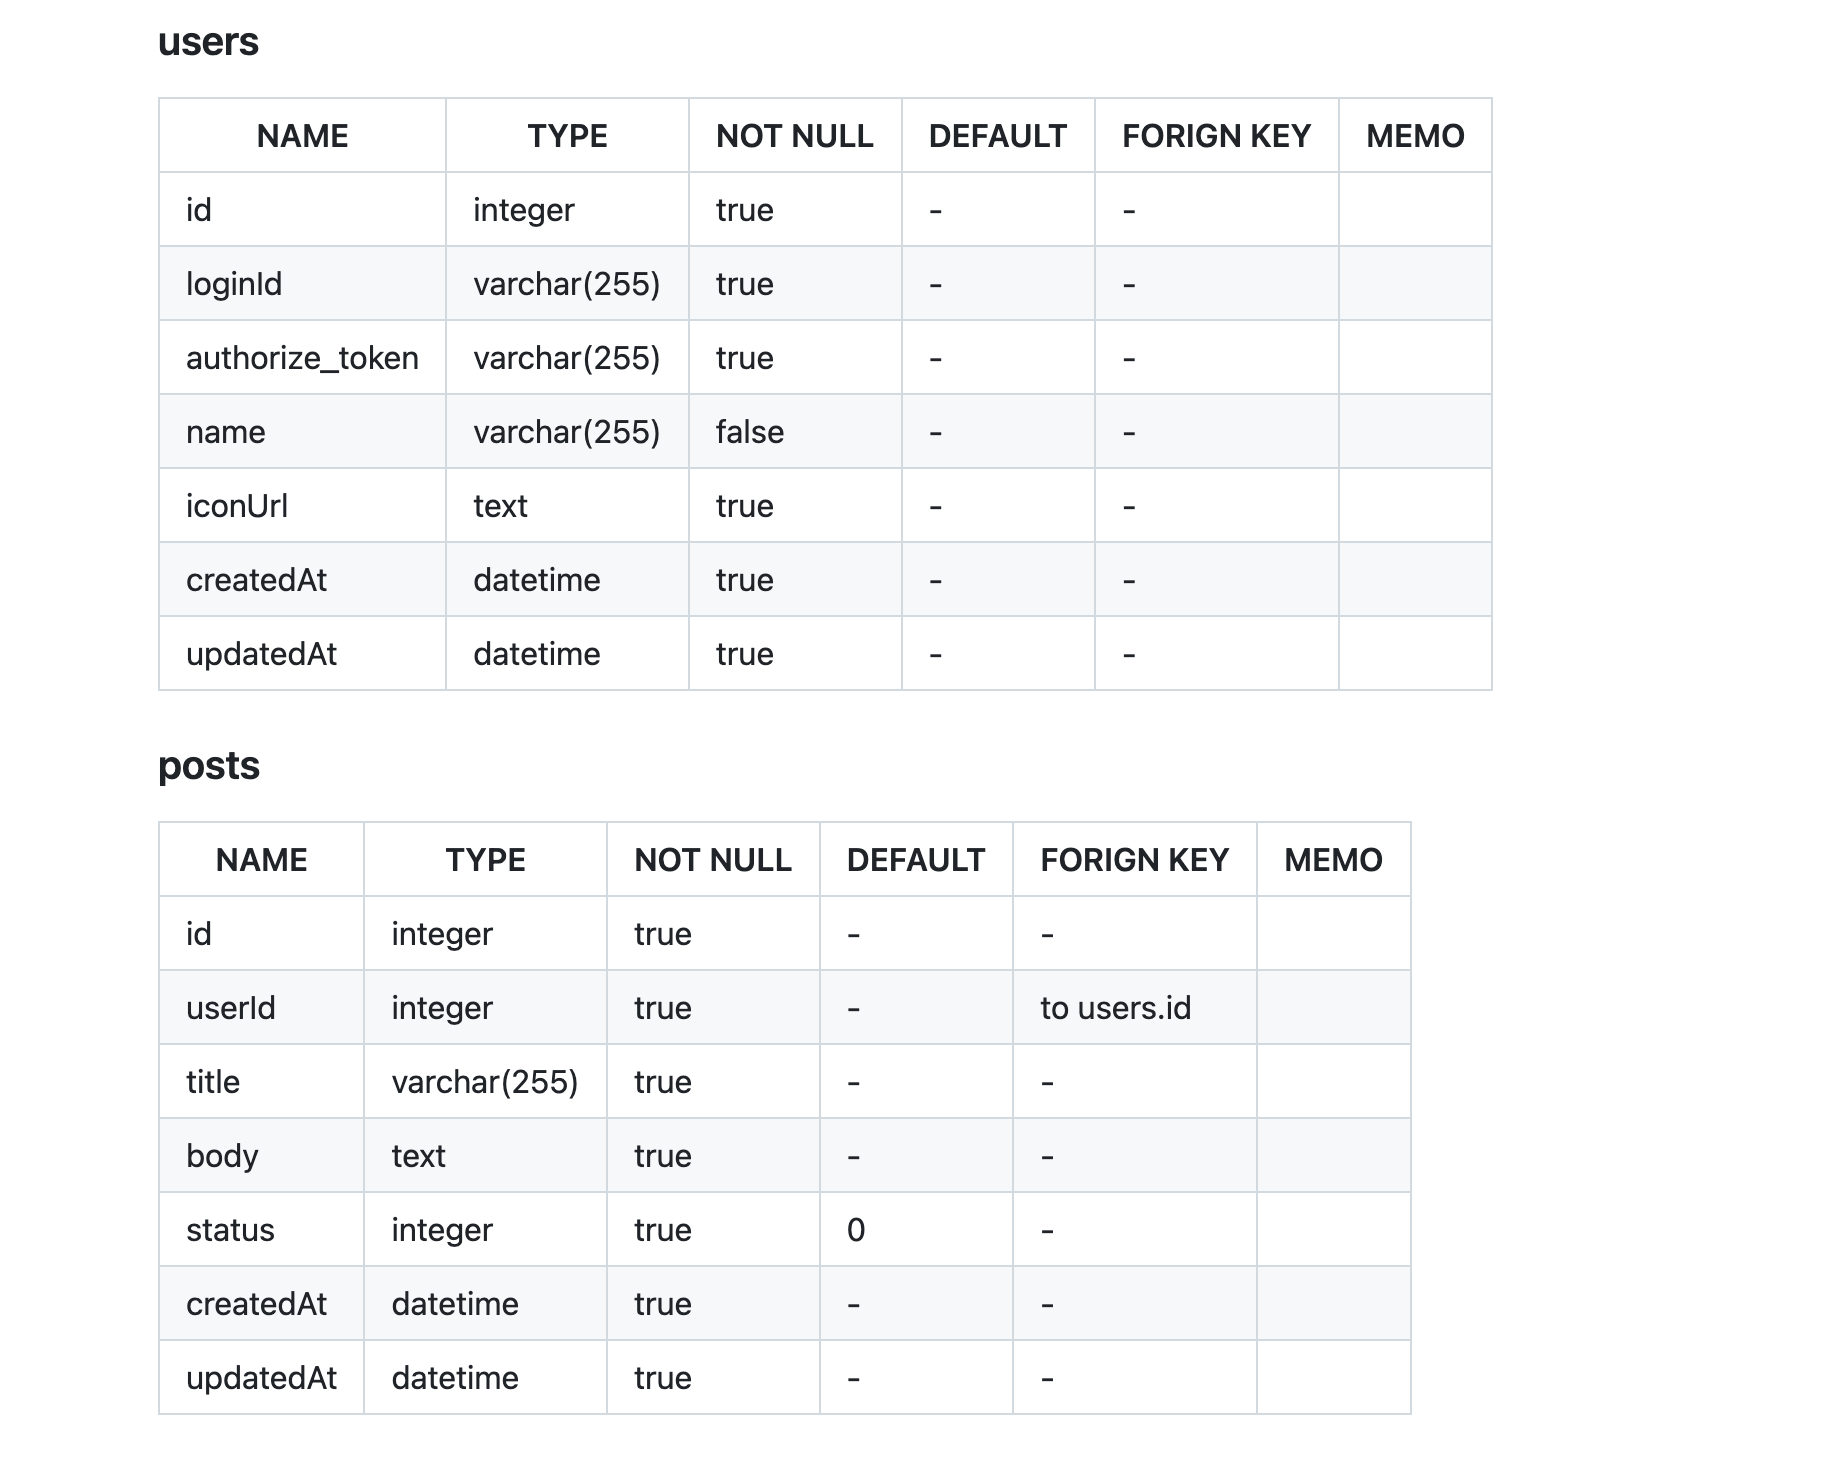 users
NAME TYPE NOT NULL DEFAULT FORIGN KEY MEMO
id integer true - -
loginId varchar(255) true - -
authorize_token varchar(255) true - -
name varchar(255) false - -
iconUrl text true - -
createdAt datetime true - -
updatedAt datetime true - -
posts
NAME TYPE NOT NULL DEFAULT FORIGN KEY MEMO
id integer true - -
userId integer true - to users.id
title varchar(255) true - -
body text true - -
status integer true 0 -
createdAt datetime true - -
updatedAt datetime true - -